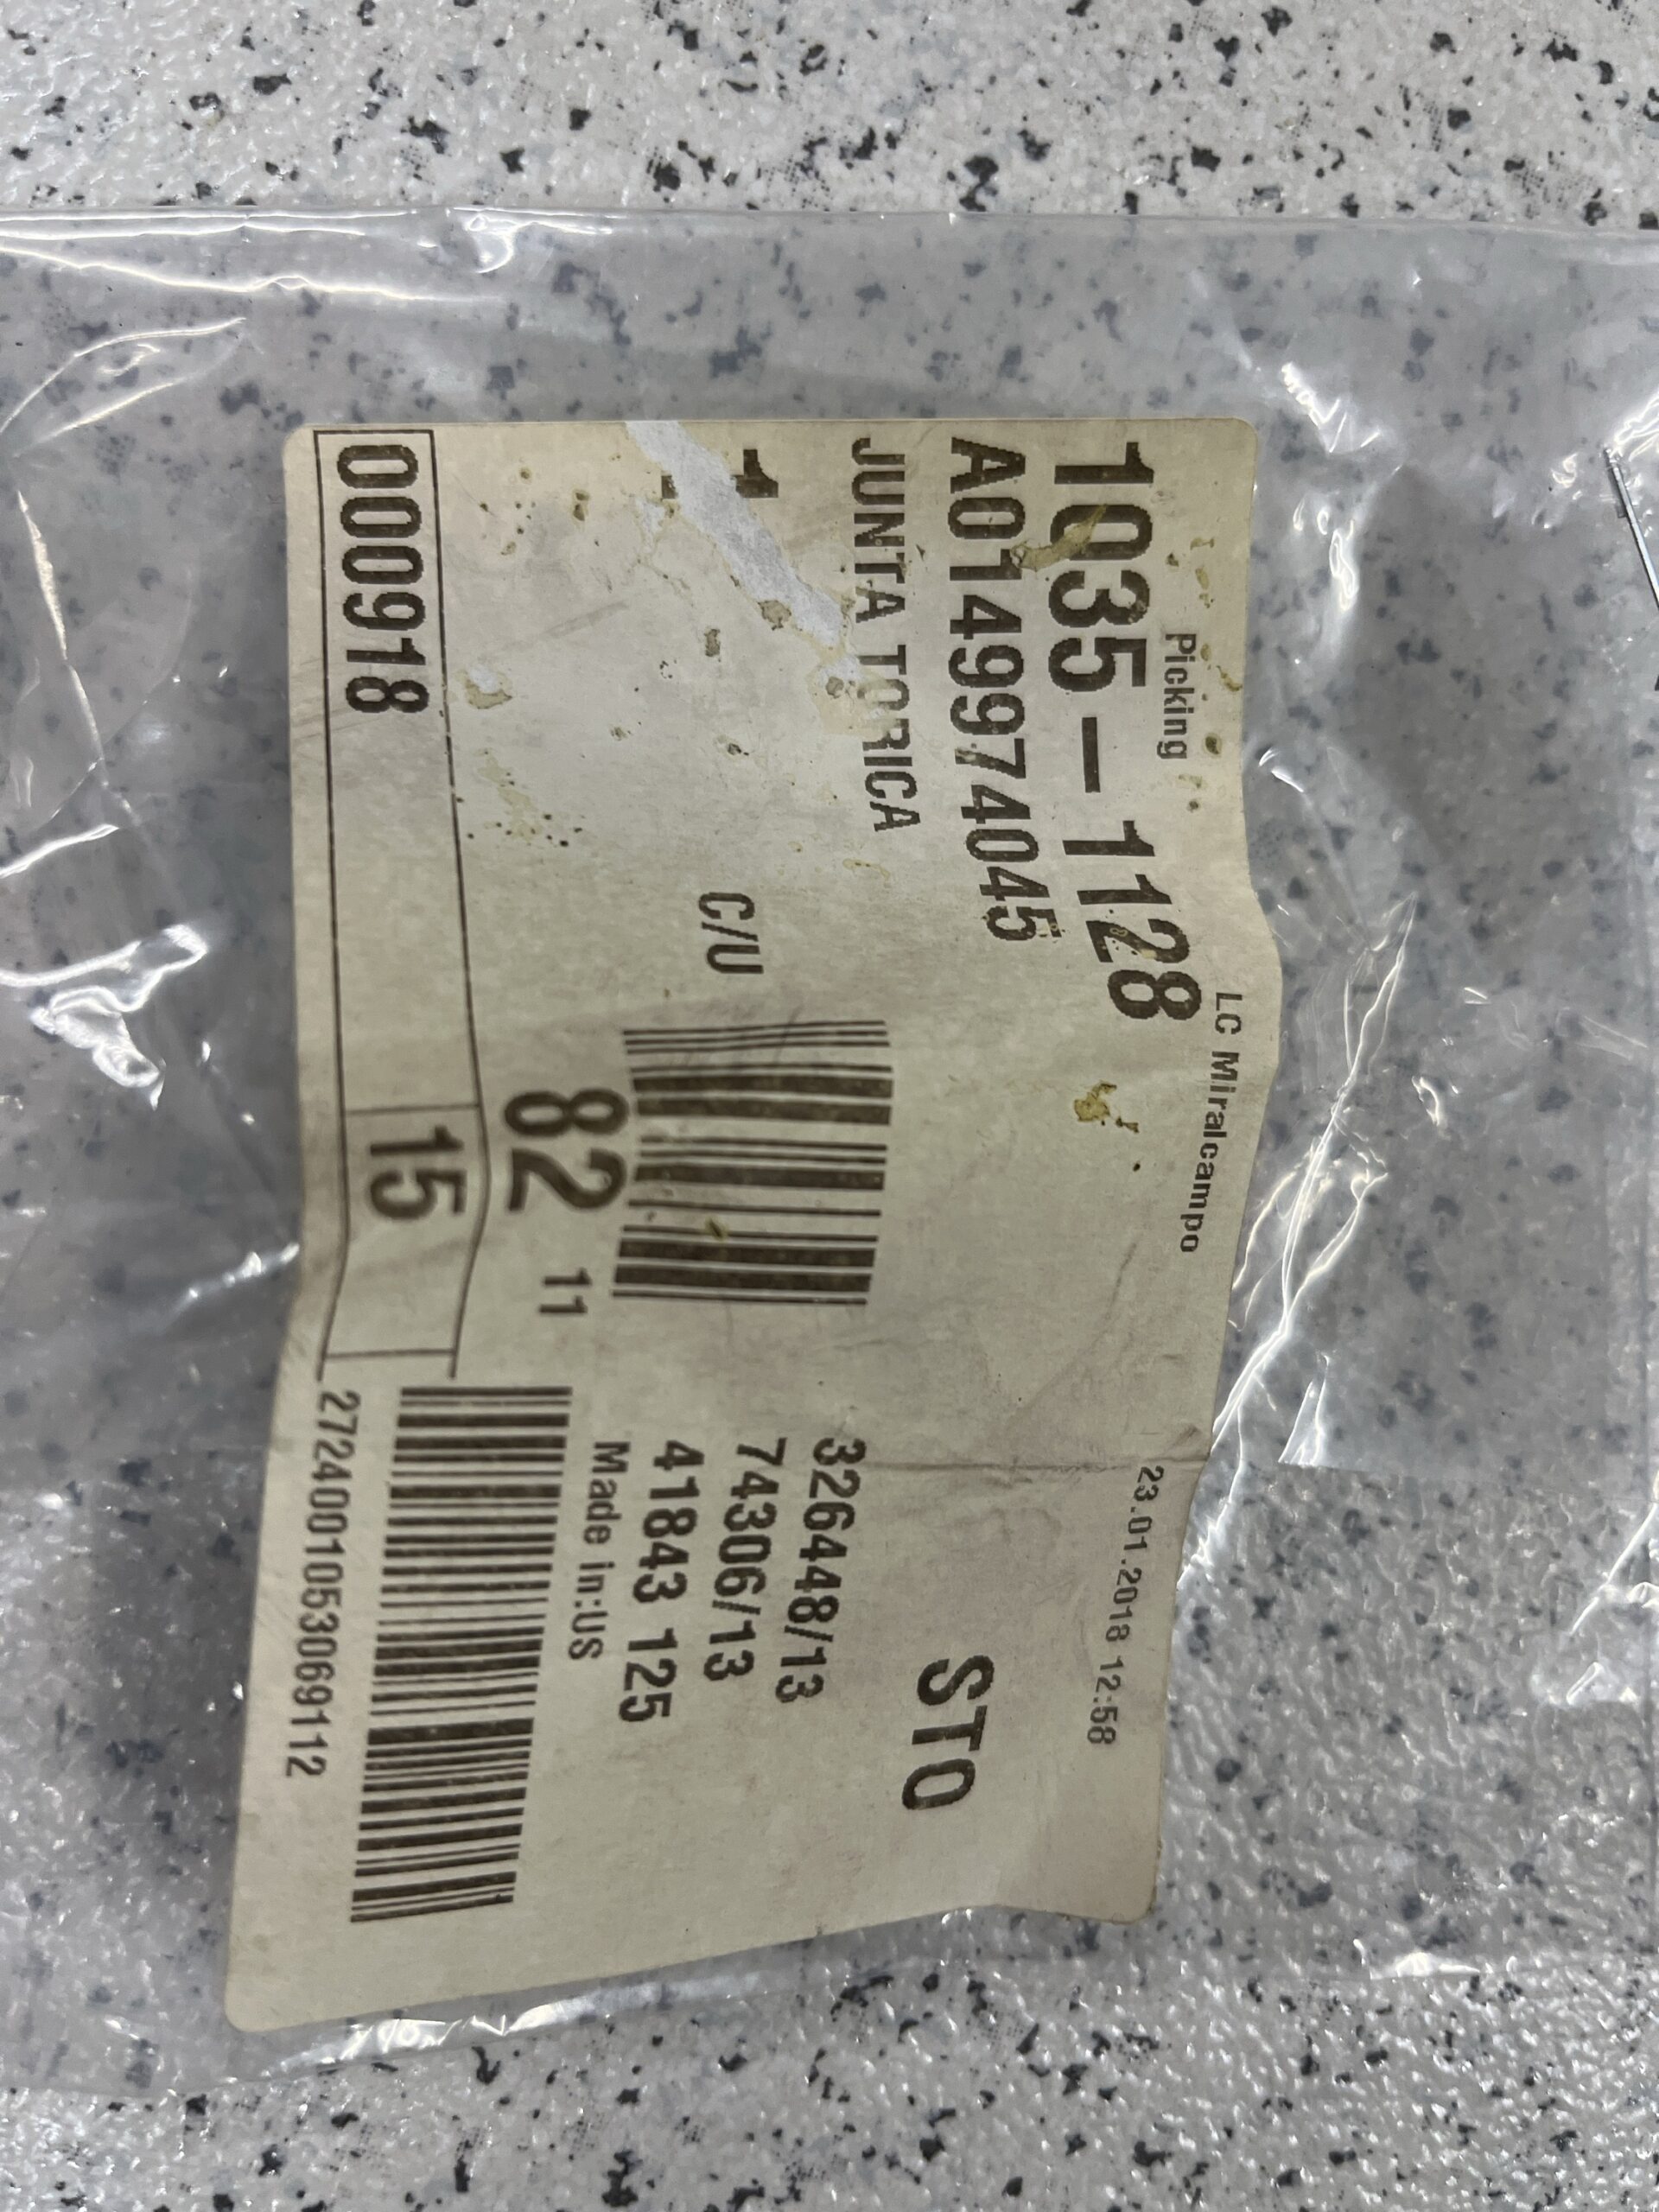 Picking LC Miralcampo 23.01.2018 12:58
1035-1128
A0149974045 STO
JUNTA TORICA
1 C/U
326448/13
74306/13
41843 125
82 11 Made in:US
000918 15
2724001053069112